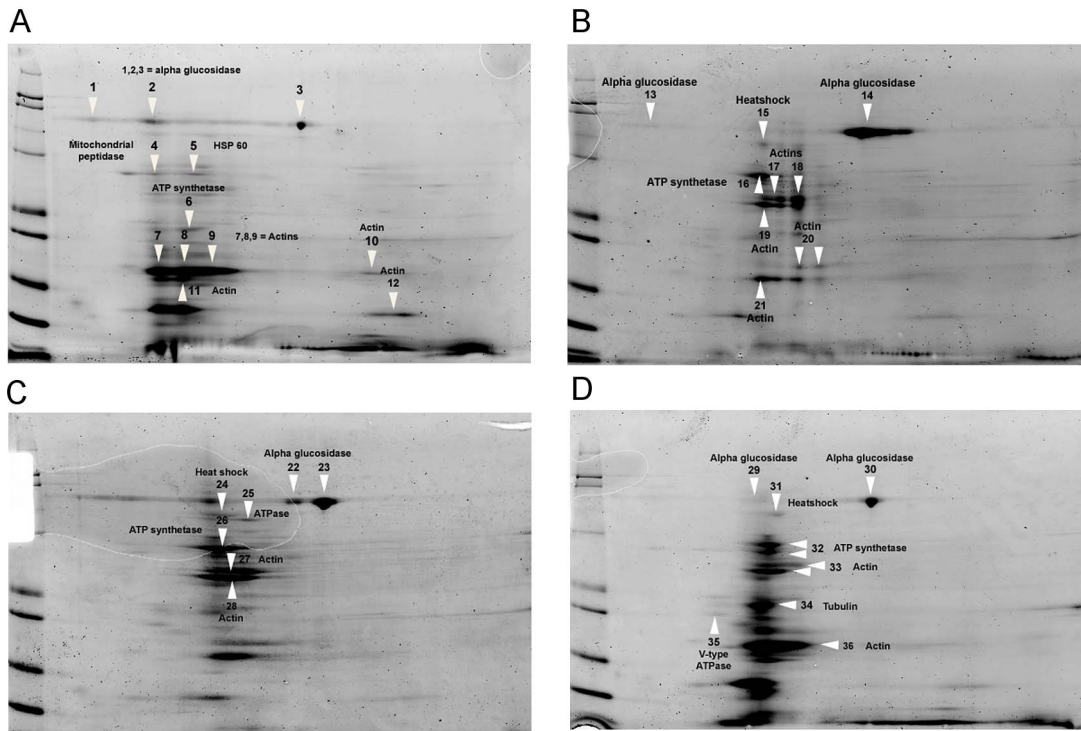 A
1,2,3 = alpha glucosidase
1 2 3
Mitochondrial
peptidase
4 5 HSP 60
ATP synthetase
6
7 8 9 7,8,9 = Actins
Actin
10
11 Actin
Actin
12
B
Alpha glucosidase
13
Alpha glucosidase
14
Heatshock
15
Actins
17 18
ATP synthetase 16
19
Actin
Actin
20
21
Actin
C
Alpha glucosidase
22 23
Heat shock
24
25
ATPase
26
ATP synthetase
27 Actin
28
Actin
D
Alpha glucosidase
29
Alpha glucosidase
30
31
Heatshock
32 ATP synthetase
33 Actin
34 Tubulin
35
V-type
ATPase
36 Actin